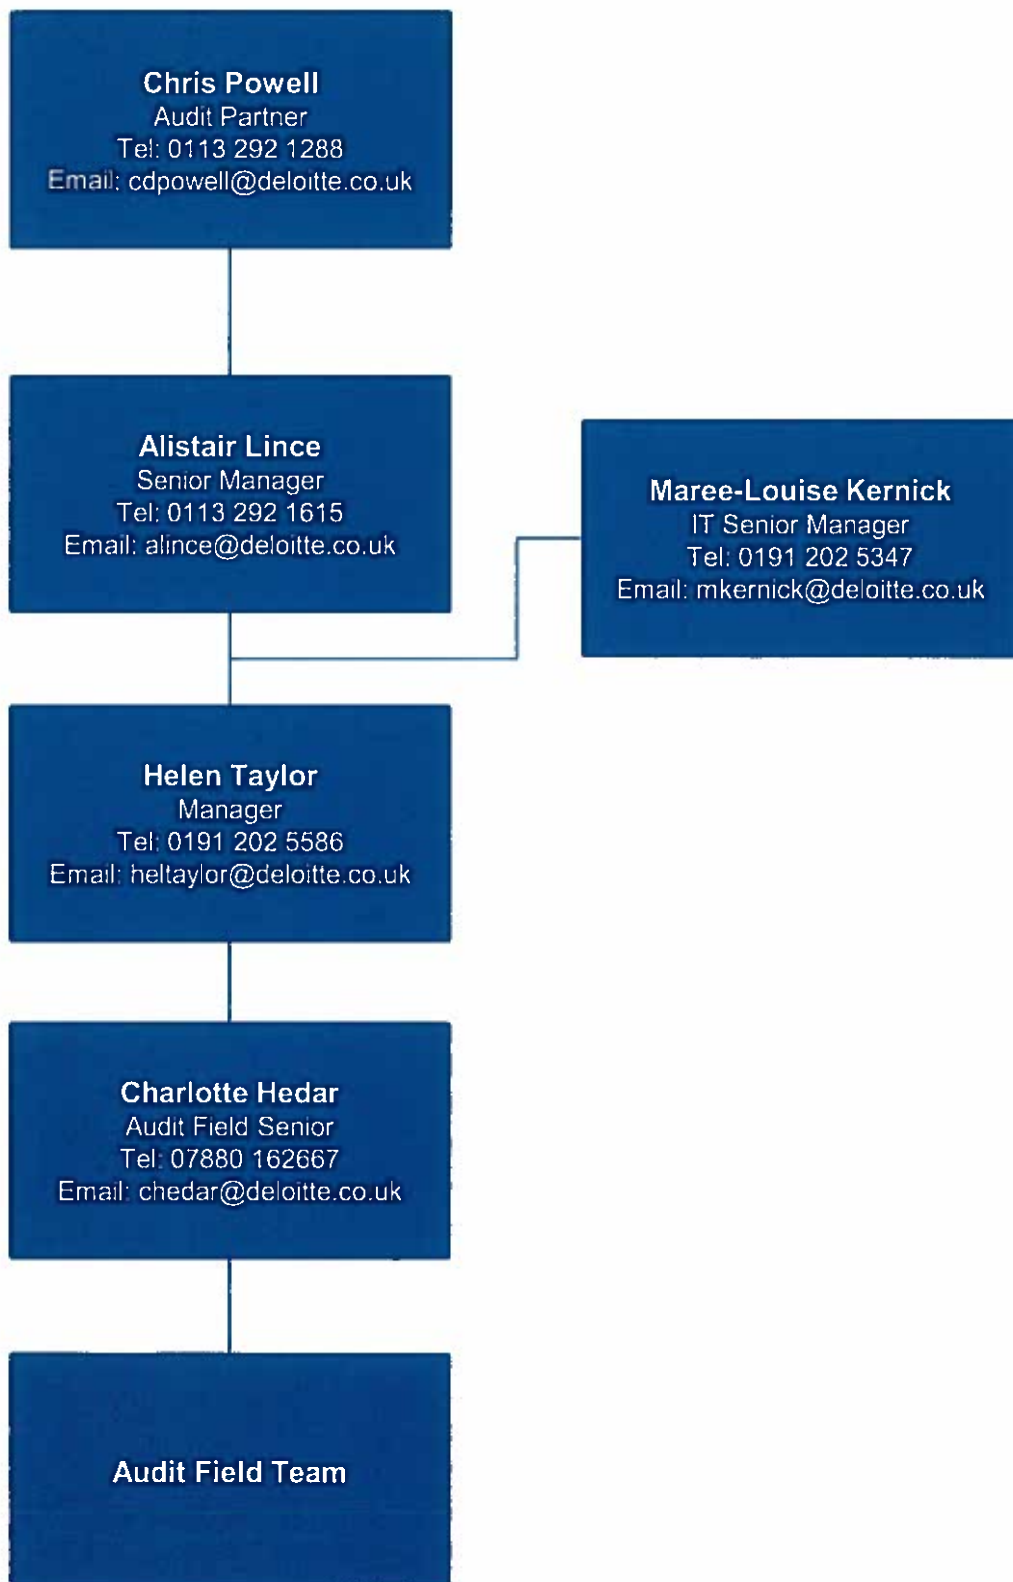 Chris Powell
Audit Partner
Tel: 0113 292 1288
Email: cdpowell@deloitte.co.uk
Alistair Lince
Senior Manager
Tel: 0113 292 1615
Email: alince@deloitte.co.uk
Maree-Louise Kernick
IT Senior Manager
Tel: 0191 202 5347
Email: mkernick@deloitte.co.uk
Helen Taylor
Manager
Tel: 0191 202 5586
Email: heltaylor@deloitte.co.uk
Charlotte Hedar
Audit Field Senior
Tel: 07880 162667
Email: chedar@deloitte.co.uk
Audit Field Team